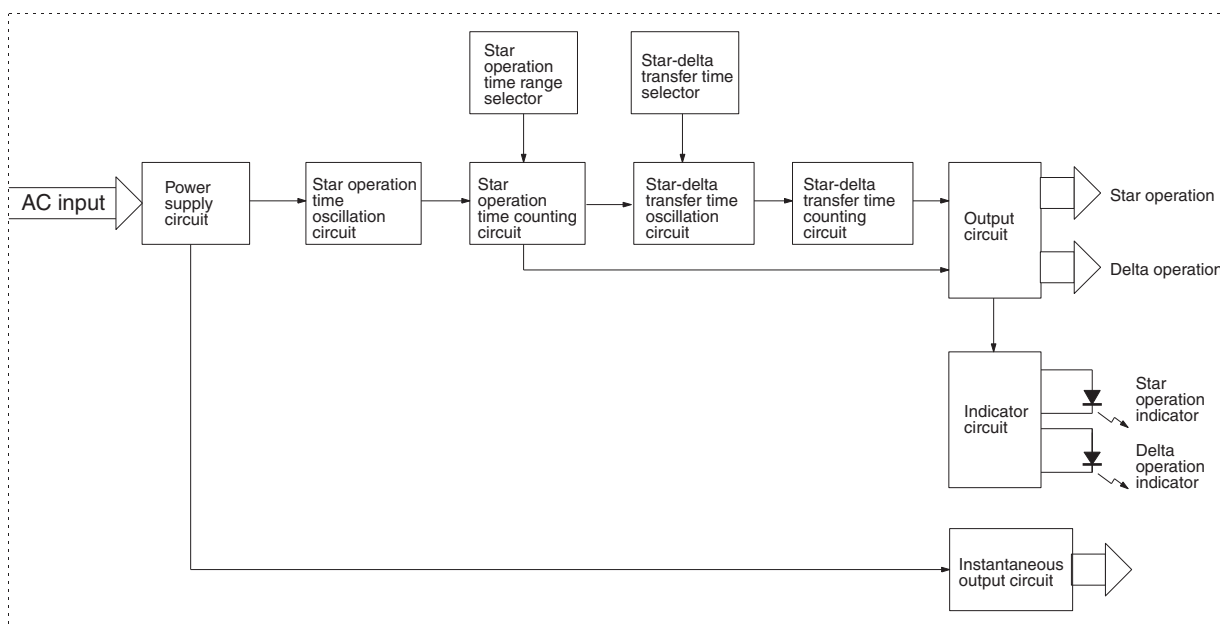 Star
operation
time range
selector
Star-delta
transfer time
selector
AC input
Power
supply
circuit
Star operation
time
oscillation
circuit
Star
operation
time counting
circuit
Star-delta
transfer time
oscillation
circuit
Star-delta
transfer time
counting
circuit
Output
circuit
Star operation
Delta operation
Indicator
circuit
Star
operation
indicator
Delta
operation
indicator
Instantaneous
output circuit